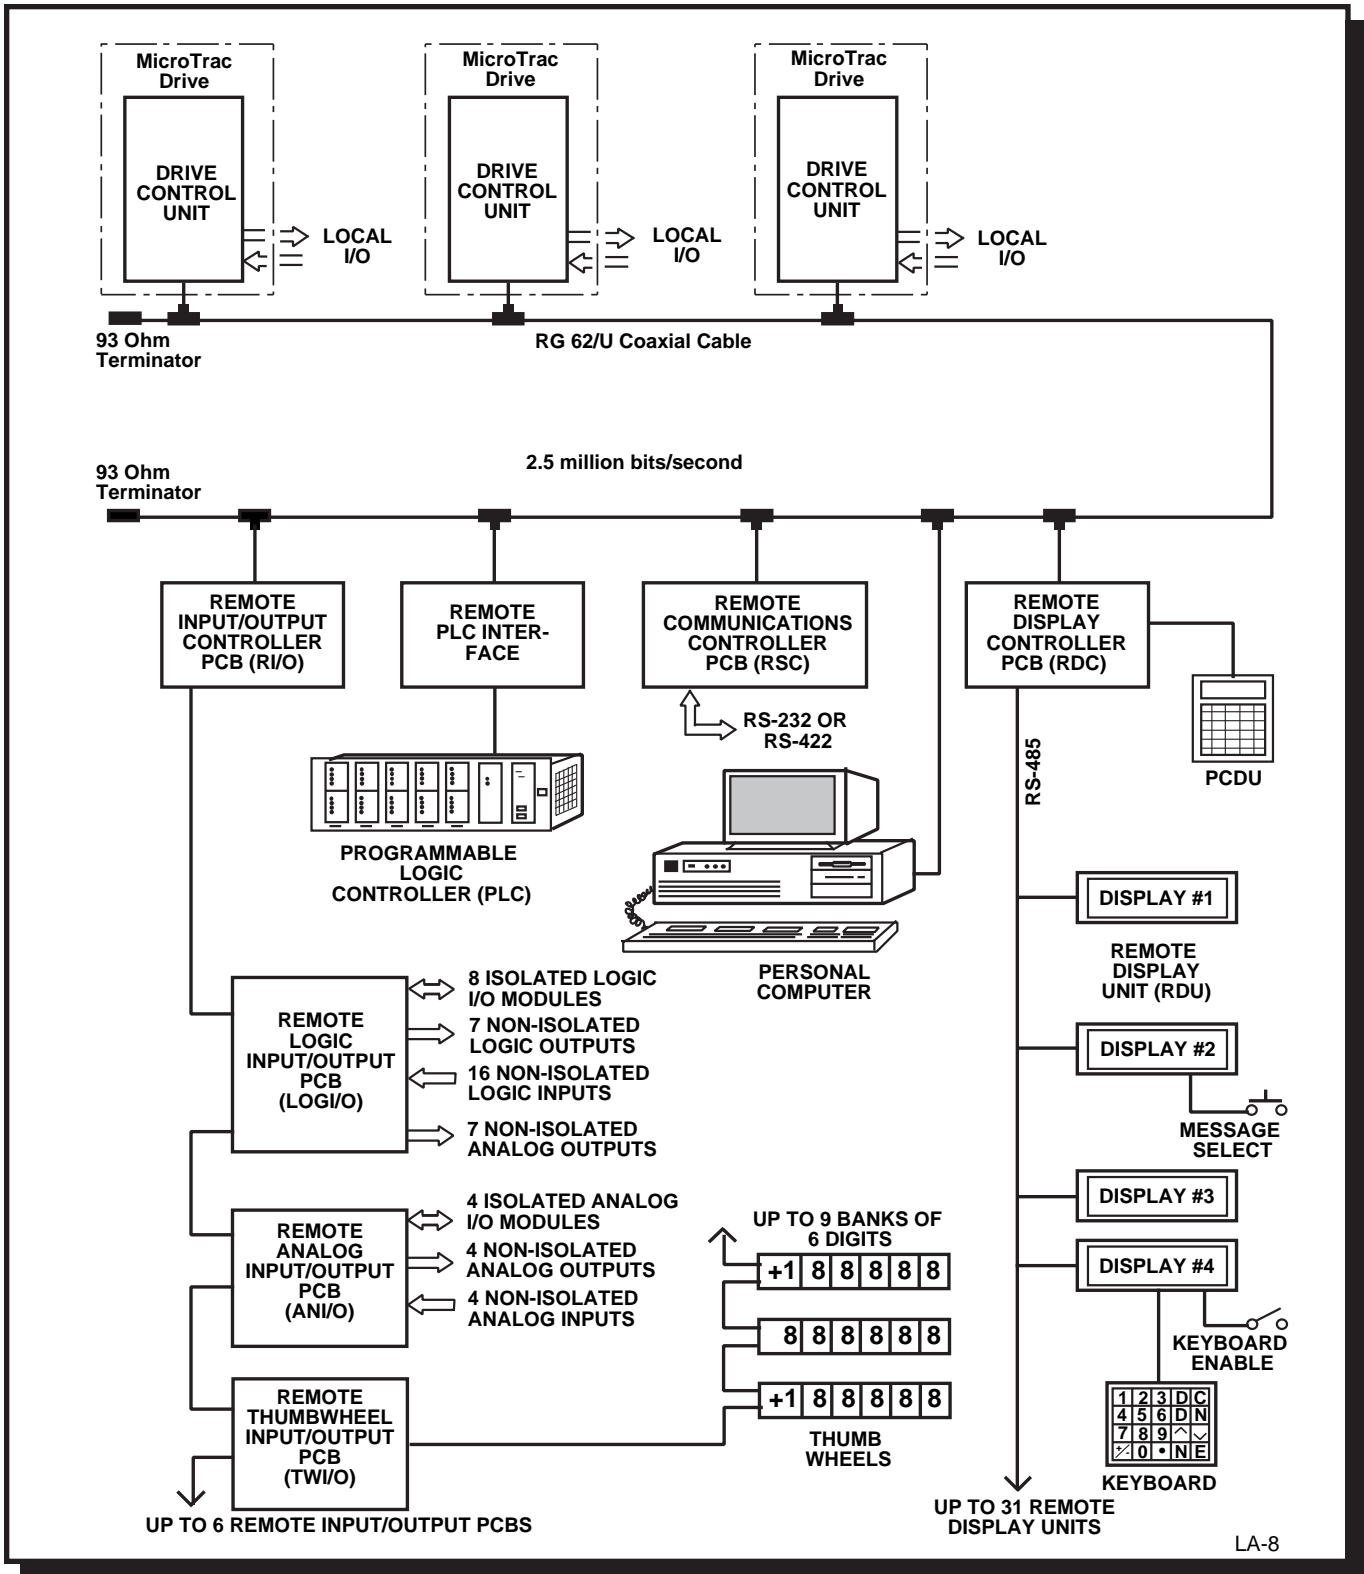 MicroTrac
Drive
MicroTrac
Drive
MicroTrac
Drive
DRIVE
CONTROL
UNIT
DRIVE
CONTROL
UNIT
DRIVE
CONTROL
UNIT
LOCAL
I/O
LOCAL
I/O
LOCAL
I/O
93 Ohm
Terminator
RG 62/U Coaxial Cable
2.5 million bits/second
93 Ohm
Terminator
REMOTE
INPUT/OUTPUT
CONTROLLER
PCB (RI/O)
REMOTE
PLC INTER-
FACE
REMOTE
COMMUNICATIONS
CONTROLLER
PCB (RSC)
REMOTE
DISPLAY
CONTROLLER
PCB (RDC)
RS-232 OR
RS-422
RS-485
PCDU
PROGRAMMABLE
LOGIC
CONTROLLER (PLC)
PERSONAL
COMPUTER
DISPLAY #1
REMOTE
DISPLAY
UNIT (RDU)
DISPLAY #2
MESSAGE
SELECT
DISPLAY #3
DISPLAY #4
KEYBOARD
ENABLE
1 2 3 D C
4 5 6 D N
7 8 9 ^ ⌵
+/- 0 • N E
KEYBOARD
UP TO 31 REMOTE
DISPLAY UNITS
REMOTE
LOGIC
INPUT/OUTPUT
PCB
(LOGI/O)
8 ISOLATED LOGIC
I/O MODULES
7 NON-ISOLATED
LOGIC OUTPUTS
16 NON-ISOLATED
LOGIC INPUTS
7 NON-ISOLATED
ANALOG OUTPUTS
REMOTE
ANALOG
INPUT/OUTPUT
PCB
(ANI/O)
4 ISOLATED ANALOG
I/O MODULES
4 NON-ISOLATED
ANALOG OUTPUTS
4 NON-ISOLATED
ANALOG INPUTS
UP TO 9 BANKS OF
6 DIGITS
+1 8 8 8 8 8
8 8 8 8 8 8
+1 8 8 8 8 8
THUMB
WHEELS
REMOTE
THUMBWHEEL
INPUT/OUTPUT
PCB
(TWI/O)
UP TO 6 REMOTE INPUT/OUTPUT PCBS
LA-8